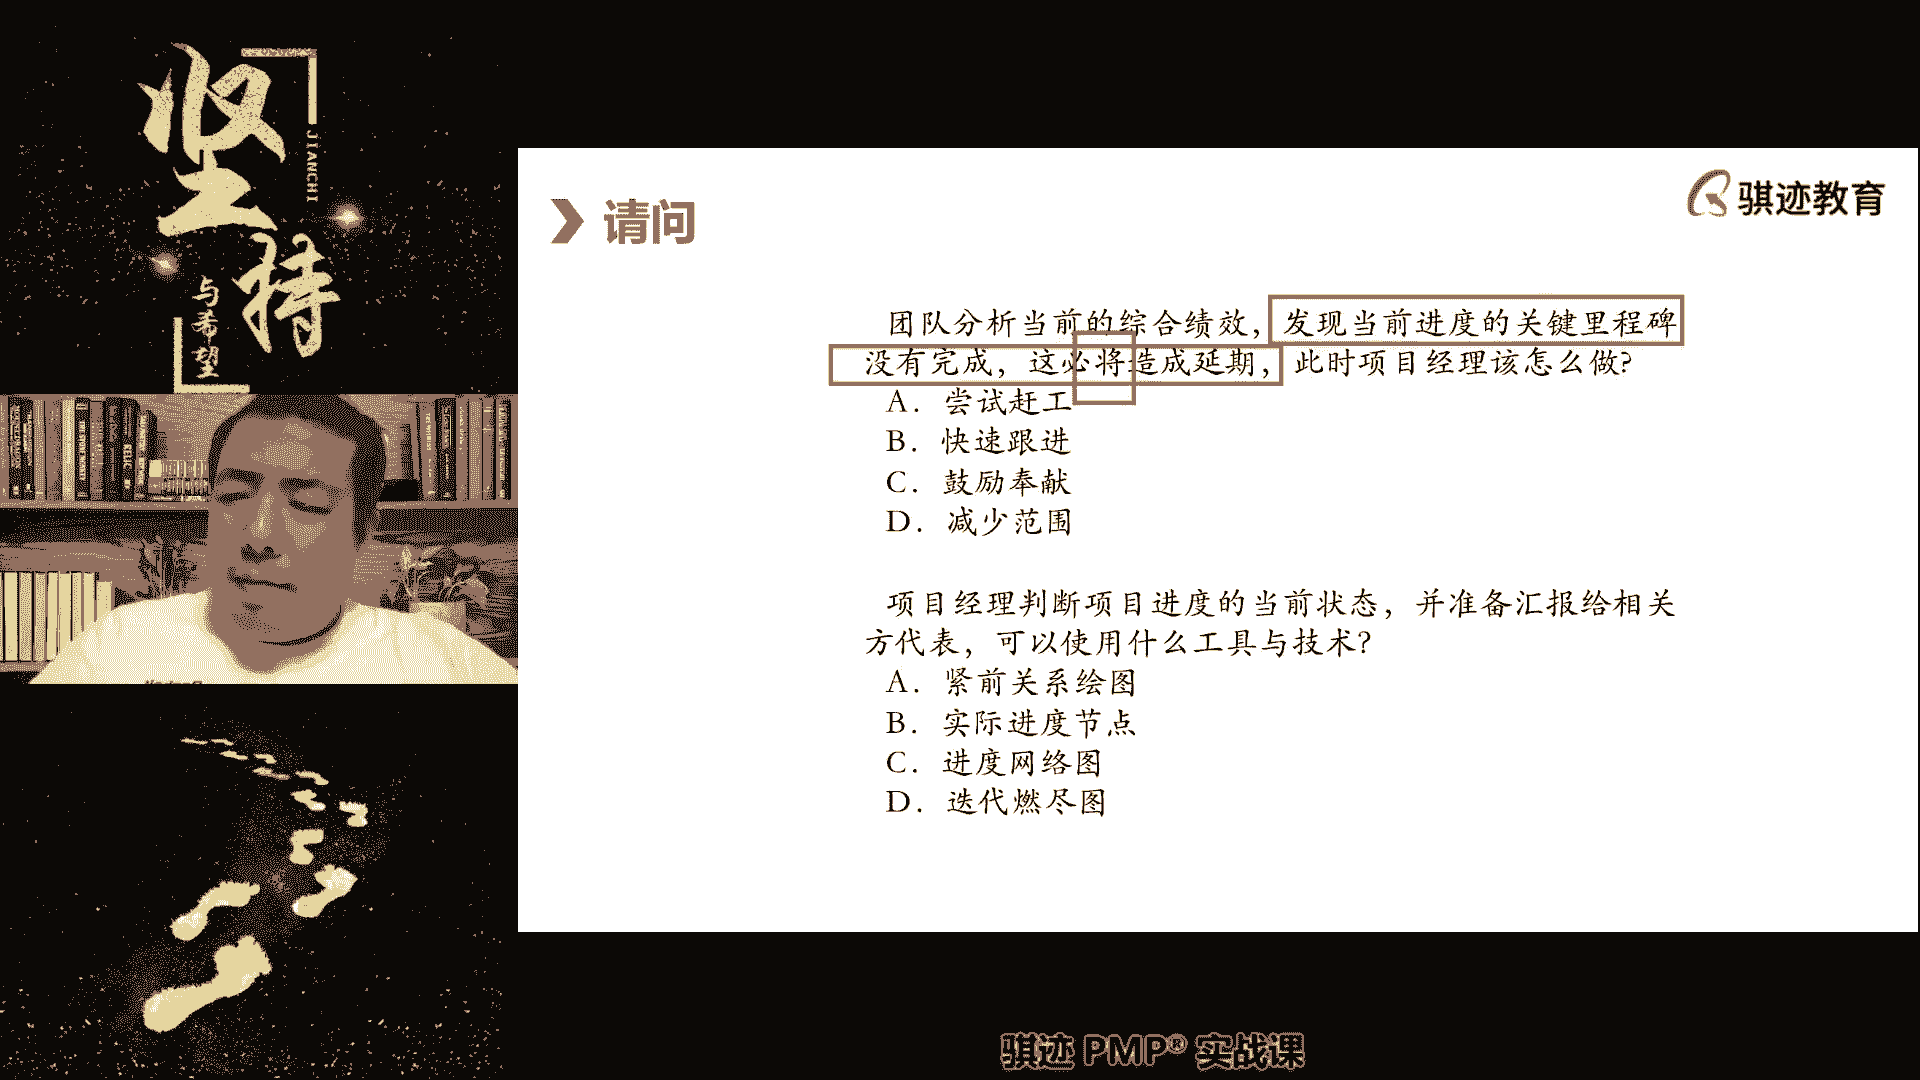 坚持
JIANCHI
与希望
骐迹教育
请问
团队分析当前的综合绩效，发现当前进度的关键里程碑
没有完成，这必将造成延期，此时项目经理该怎么做?
A. 尝试赶工
B. 快速跟进
C. 鼓励奉献
D. 减少范围
项目经理判断项目进度的当前状态，并准备汇报给相关
方代表，可以使用什么工具与技术?
A. 紧前关系绘图
B. 实际进度节点
C. 进度网络图
D. 迭代燃尽图
骐迹 PMP® 实战课